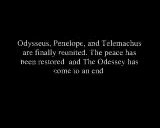 Odysseus, Penelope, and Telemachus
are finally reunited. The peace has
been restored and The Odessey has
come to an end